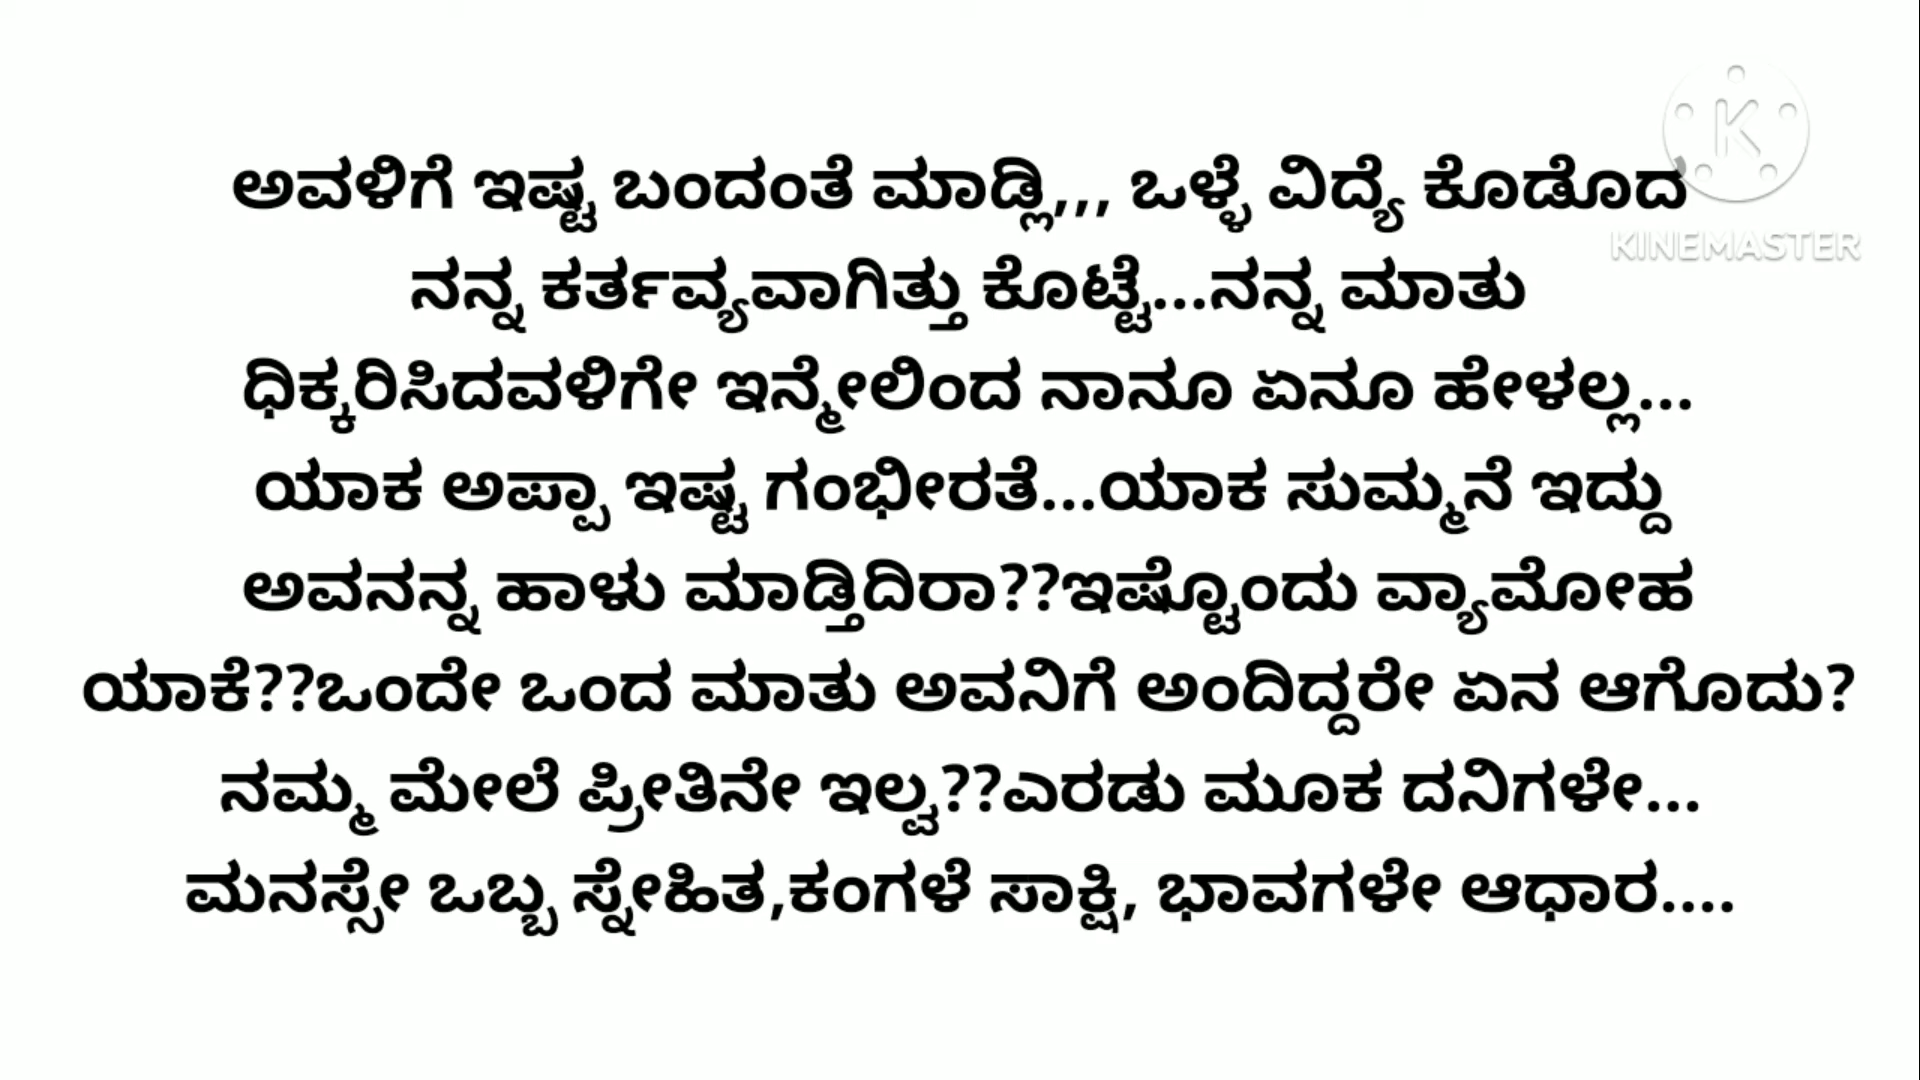 ಅವಳಿಗೆ ಇಷ್ಟ ಬಂದಂತೆ ಮಾಡ್ಲಿ,,, ಒಳ್ಳೆ ವಿದ್ಯೆ ಕೊಡೊದ
ನನ್ನ ಕರ್ತವ್ಯವಾಗಿತ್ತು ಕೊಟ್ಟೆ...ನನ್ನ ಮಾತು
ಧಿಕ್ಕರಿಸಿದವಳಿಗೇ ಇನ್ಮೇಲಿಂದ ನಾನೂ ಏನೂ ಹೇಳಲ್ಲ...
ಯಾಕ ಅಪ್ಪಾ ಇಷ್ಟ ಗಂಭೀರತೆ...ಯಾಕ ಸುಮ್ಮನೆ ಇದ್ದು
ಅವನನ್ನ ಹಾಳು ಮಾಡ್ತಿದಿರಾ??ಇಷ್ಟೊಂದು ವ್ಯಾಮೋಹ
ಯಾಕೆ??ಒಂದೇ ಒಂದ ಮಾತು ಅವನಿಗೆ ಅಂದಿದ್ದರೇ ಏನ ಆಗೊದು?
ನಮ್ಮ ಮೇಲೆ ಪ್ರೀತಿನೇ ಇಲ್ವ??ಎರಡು ಮೂಕ ದನಿಗಳೇ...
ಮನಸ್ಸೇ ಒಬ್ಬ ಸ್ನೇಹಿತ,ಕಂಗಳೆ ಸಾಕ್ಷಿ, ಭಾವಗಳೇ ಆಧಾರ....
K
KINEMASTER